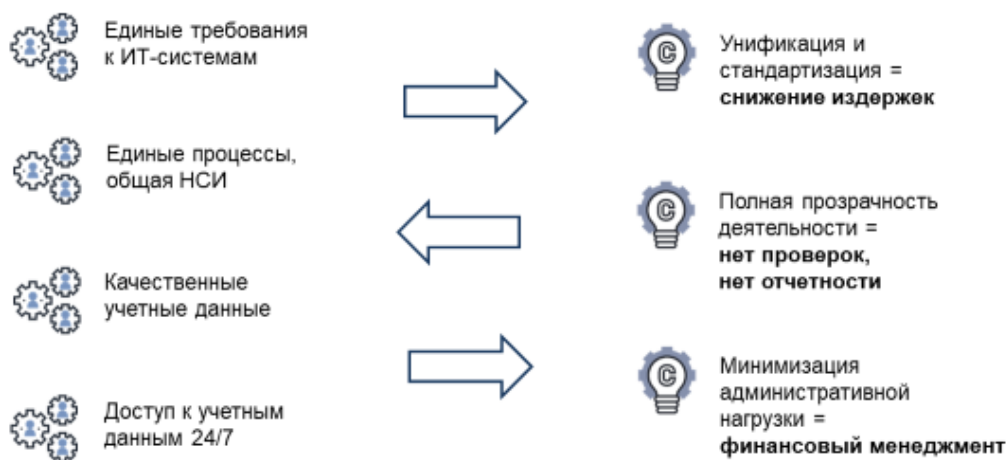 Единые требования
к ИТ-системам
Единые процессы,
общая НСИ
Качественные
учетные данные
Доступ к учетным
данным 24/7
C
Унификация и
стандартизация =
снижение издержек
C
Полная прозрачность
деятельности =
нет проверок,
нет отчетности
C
Минимизация
административной
нагрузки =
финансовый менеджмент